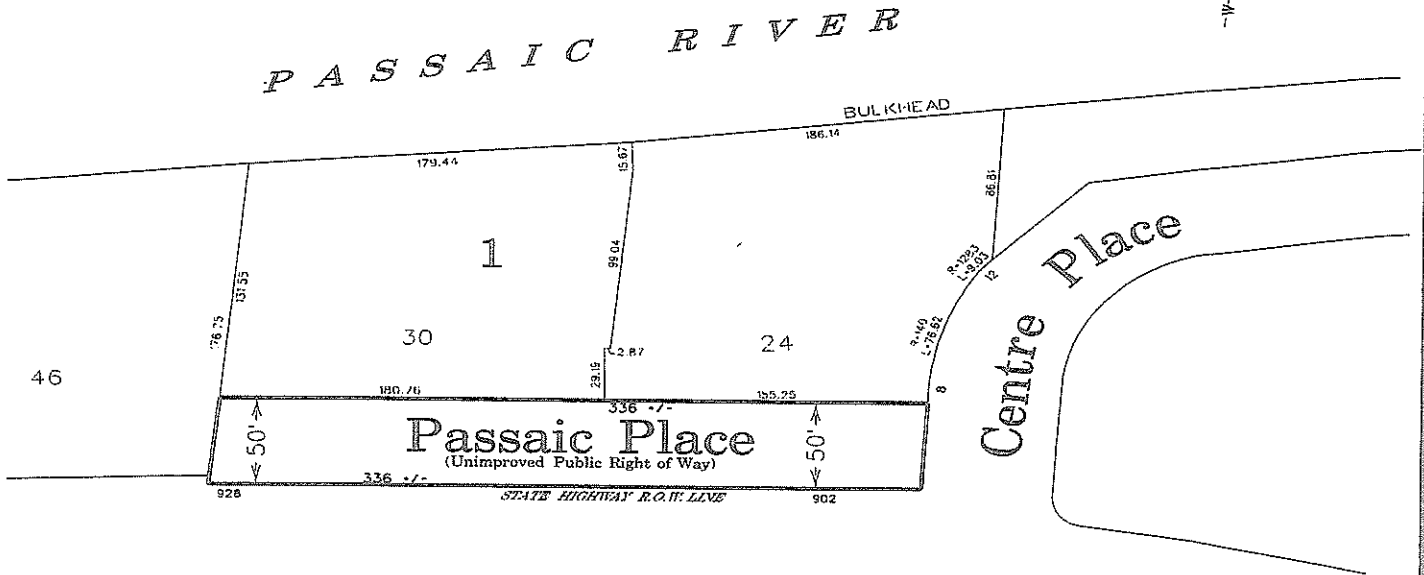 PASSAIC RIVER
BULKHEAD
186.14
179.44
15.67
86.81
99.04
1
131.55
R=1283
L=9.03
12
Centre Place
176.75
30
24
R=140
L=76.62
2.87
46
29.19
8
180.76
155.25
336 +/-
50'
Passaic Place
50'
(Unimproved Public Right of Way)
336 +/-
928
STATE HIGHWAY R.O.W. LINE
902